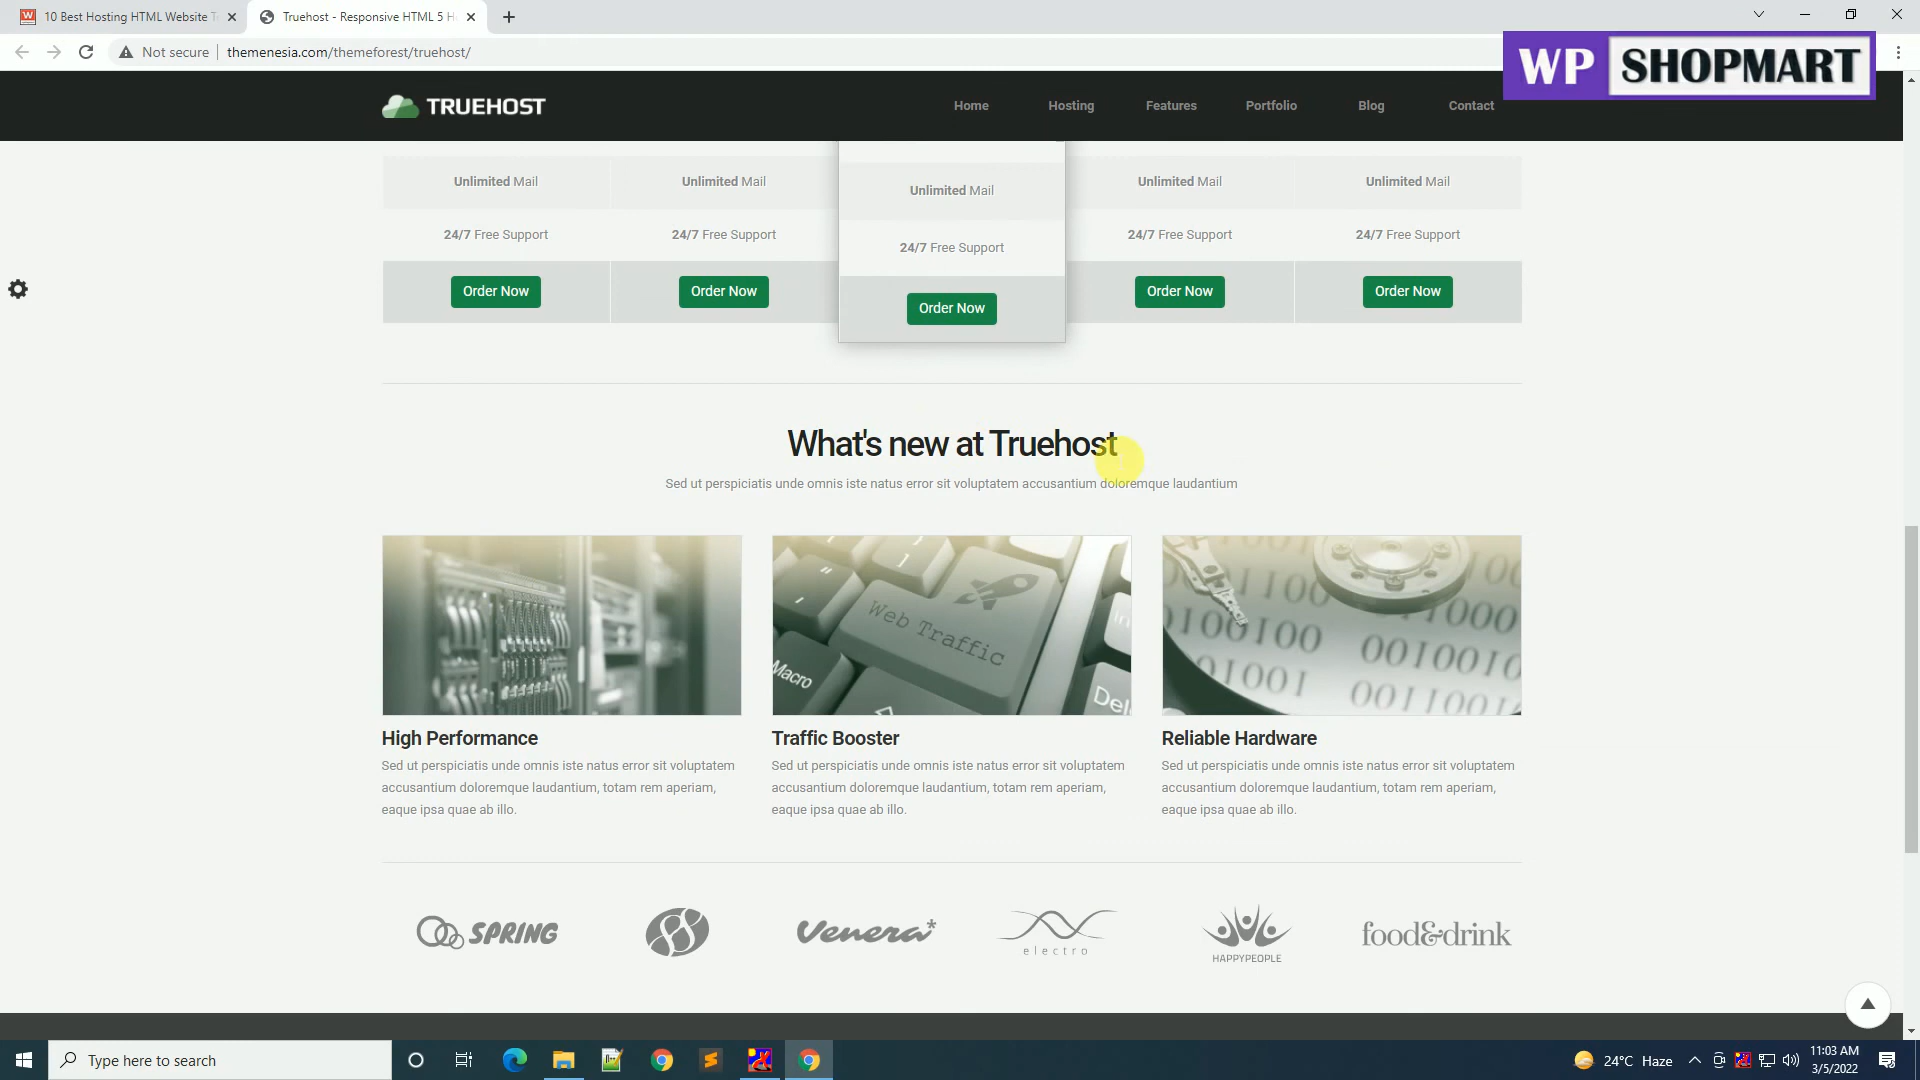 10 Best Hosting HTML Website T
Truehost - Responsive HTML 5 H
Not secure
themenesia.com/themeforest/truehost/
WP SHOPMART
TRUEHOST
Home
Hosting
Features
Portfolio
Blog
Contact
Unlimited Mail
Unlimited Mail
Unlimited Mail
Unlimited Mail
Unlimited Mail
24/7 Free Support
24/7 Free Support
24/7 Free Support
24/7 Free Support
24/7 Free Support
Order Now
Order Now
Order Now
Order Now
Order Now
What's new at Truehost
Sed ut perspiciatis unde omnis iste natus error sit voluptatem accusantium doloremque laudantium
Web Traffic
Macro
Del
High Performance
Sed ut perspiciatis unde omnis iste natus error sit voluptatem
accusantium doloremque laudantium, totam rem aperiam,
eaque ipsa quae ab illo.
Traffic Booster
Sed ut perspiciatis unde omnis iste natus error sit voluptatem
accusantium doloremque laudantium, totam rem aperiam,
eaque ipsa quae ab illo.
Reliable Hardware
Sed ut perspiciatis unde omnis iste natus error sit voluptatem
accusantium doloremque laudantium, totam rem aperiam,
eaque ipsa quae ab illo.
SPRING
Venera*
electro
HAPPYPEOPLE
food&drink
Type here to search
24°C Haze
11:03 AM
3/5/2022